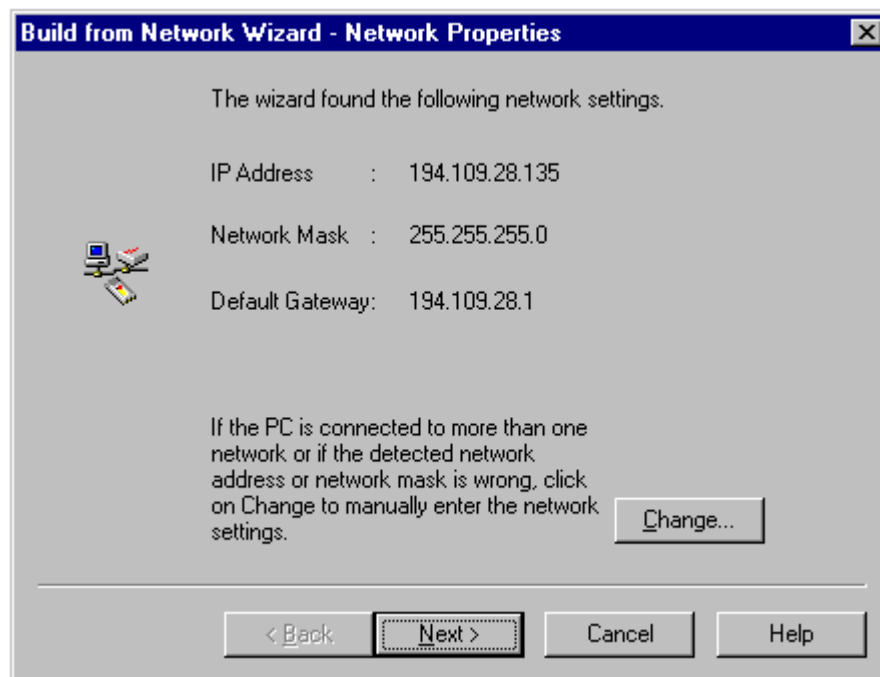 Build from Network Wizard - Network Properties
The wizard found the following network settings.
IP Address : 194.109.28.135
Network Mask : 255.255.255.0
Default Gateway: 194.109.28.1
If the PC is connected to more than one
network or if the detected network
address or network mask is wrong, click
on Change to manually enter the network
settings.
Change...
< Back
Next >
Cancel
Help